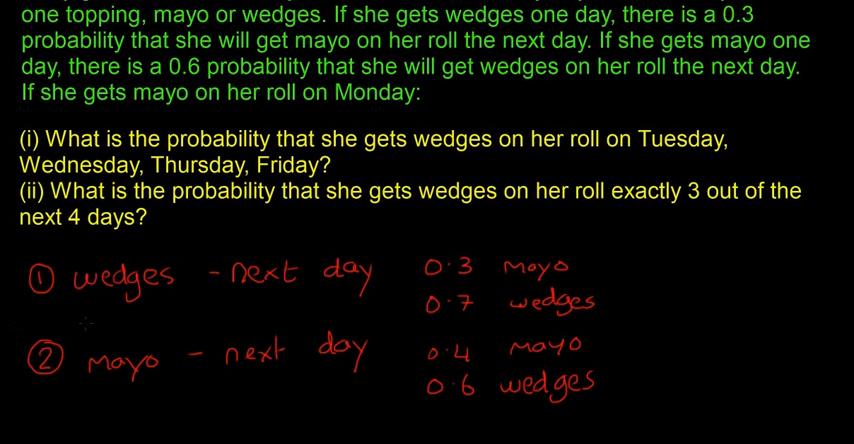 one topping, mayo or wedges. If she gets wedges one day, there is a 0.3
probability that she will get mayo on her roll the next day. If she gets mayo one
day, there is a 0.6 probability that she will get wedges on her roll the next day.
If she gets mayo on her roll on Monday:
(i) What is the probability that she gets wedges on her roll on Tuesday,
Wednesday, Thursday, Friday?
(ii) What is the probability that she gets wedges on her roll exactly 3 out of the
next 4 days?
① wedges - next day 0.3 mayo
0.7 wedges
② mayo - next day 0.4 mayo
0.6 wedges